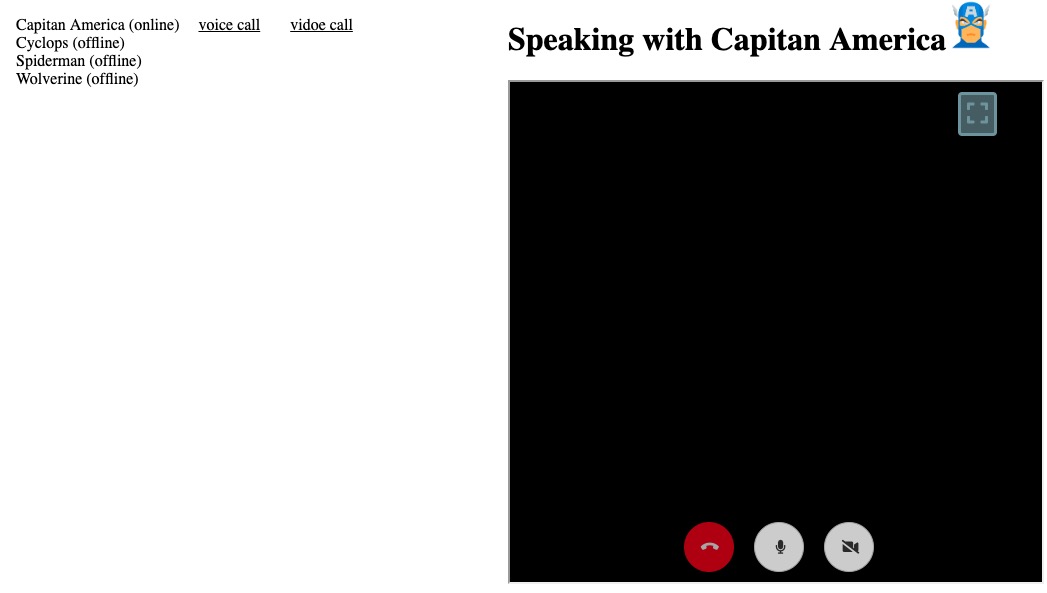 Capitan America (online) voice call vidoe call
Cyclops (offline)
Spiderman (offline)
Wolverine (offline)
Speaking with Capitan America